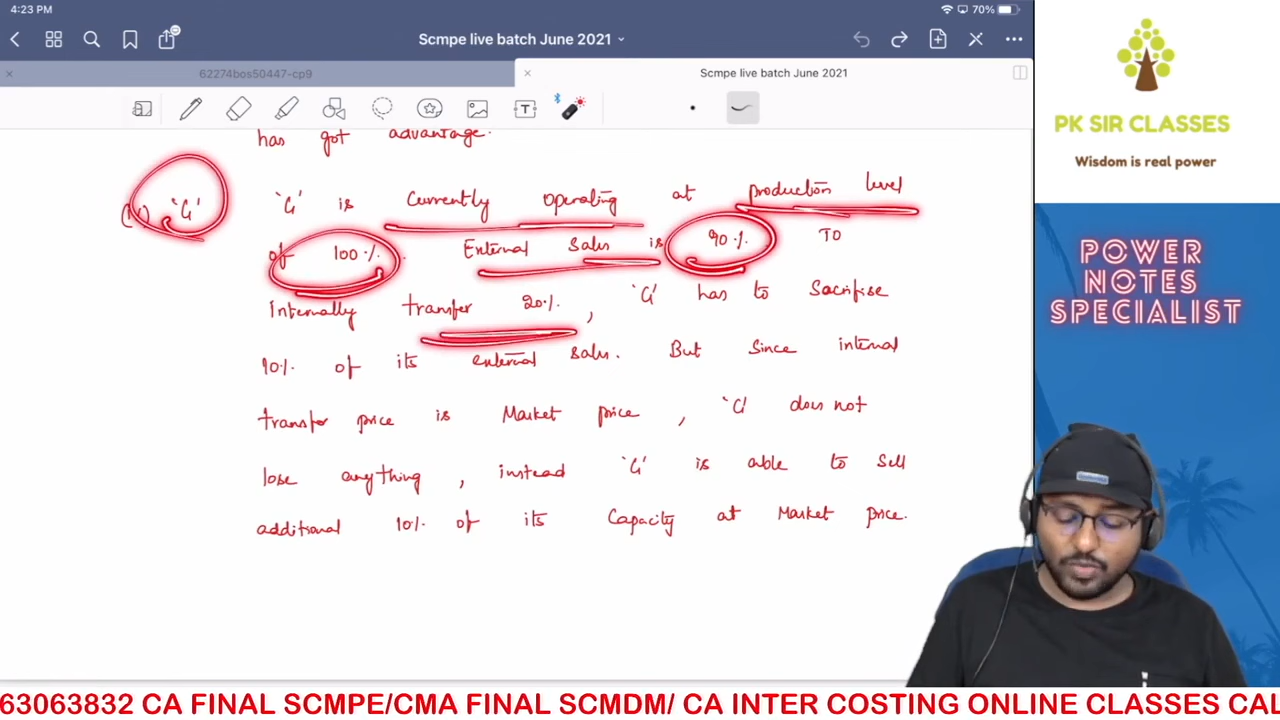 4:23 PM
70%
Scmpe live batch June 2021
62274bos50447-cp9
Scmpe live batch June 2021
has got advantage.
'G' is Currently Operating at production level
of 100%. External Sales is 90% TO
Internally transfer 20%, 'G' has to Sacrifise
90% of its external sales. But Since internal
transfer price is Market price, 'G' does not
lose anything, instead 'G' is able to Sell
additional 10% of its Capacity at Market price.
PK SIR CLASSES
Wisdom is real power
POWER
NOTES
SPECIALIST
63063832 CA FINAL SCMPE/CMA FINAL SCMDM/ CA INTER COSTING ONLINE CLASSES CAL